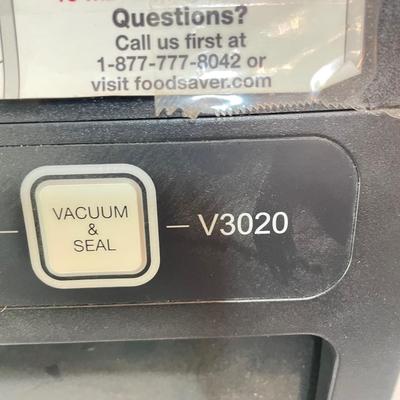 Questions?
Call us first at
1-877-777-8042 or
visit foodsaver.com
VACUUM
&
SEAL
V3020